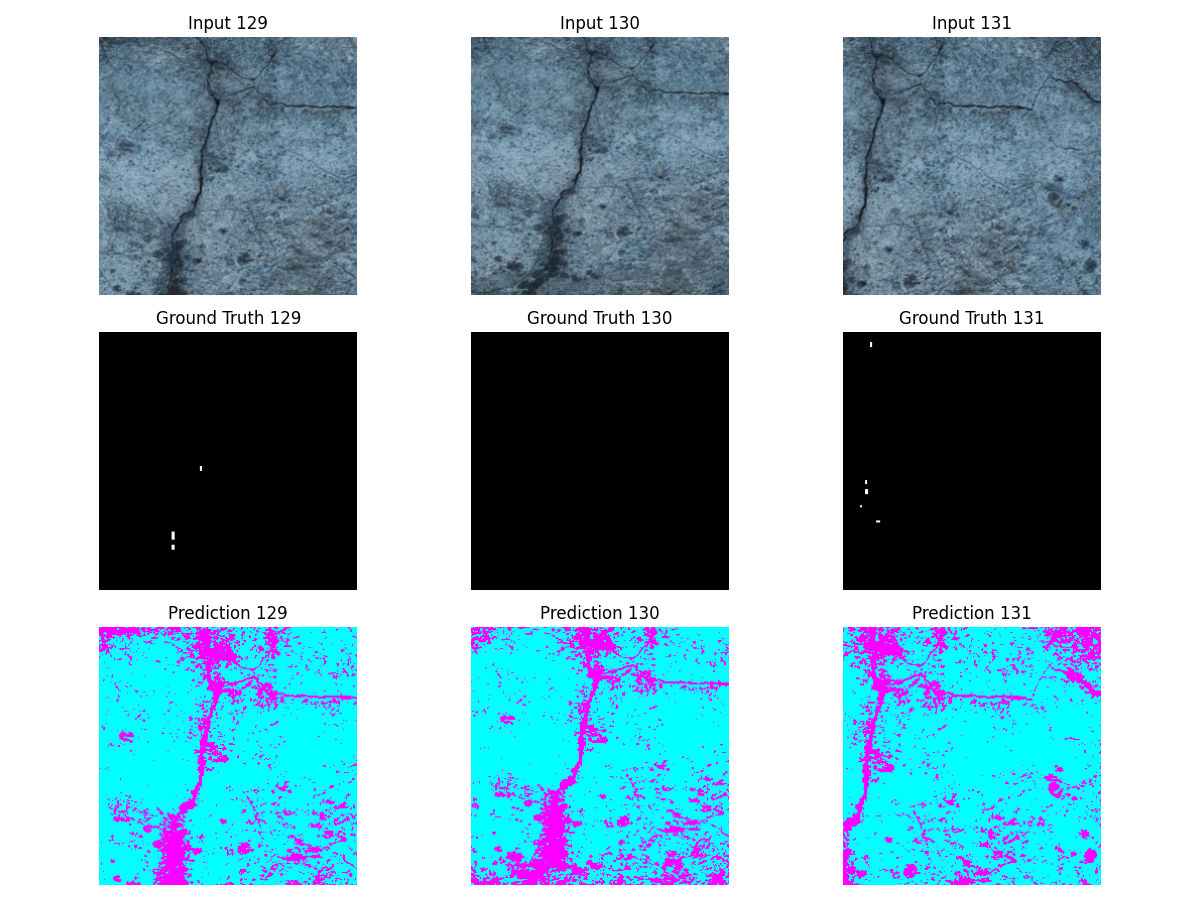 Input 129
Input 130
Input 131
Ground Truth 129
Ground Truth 130
Ground Truth 131
Prediction 129
Prediction 130
Prediction 131